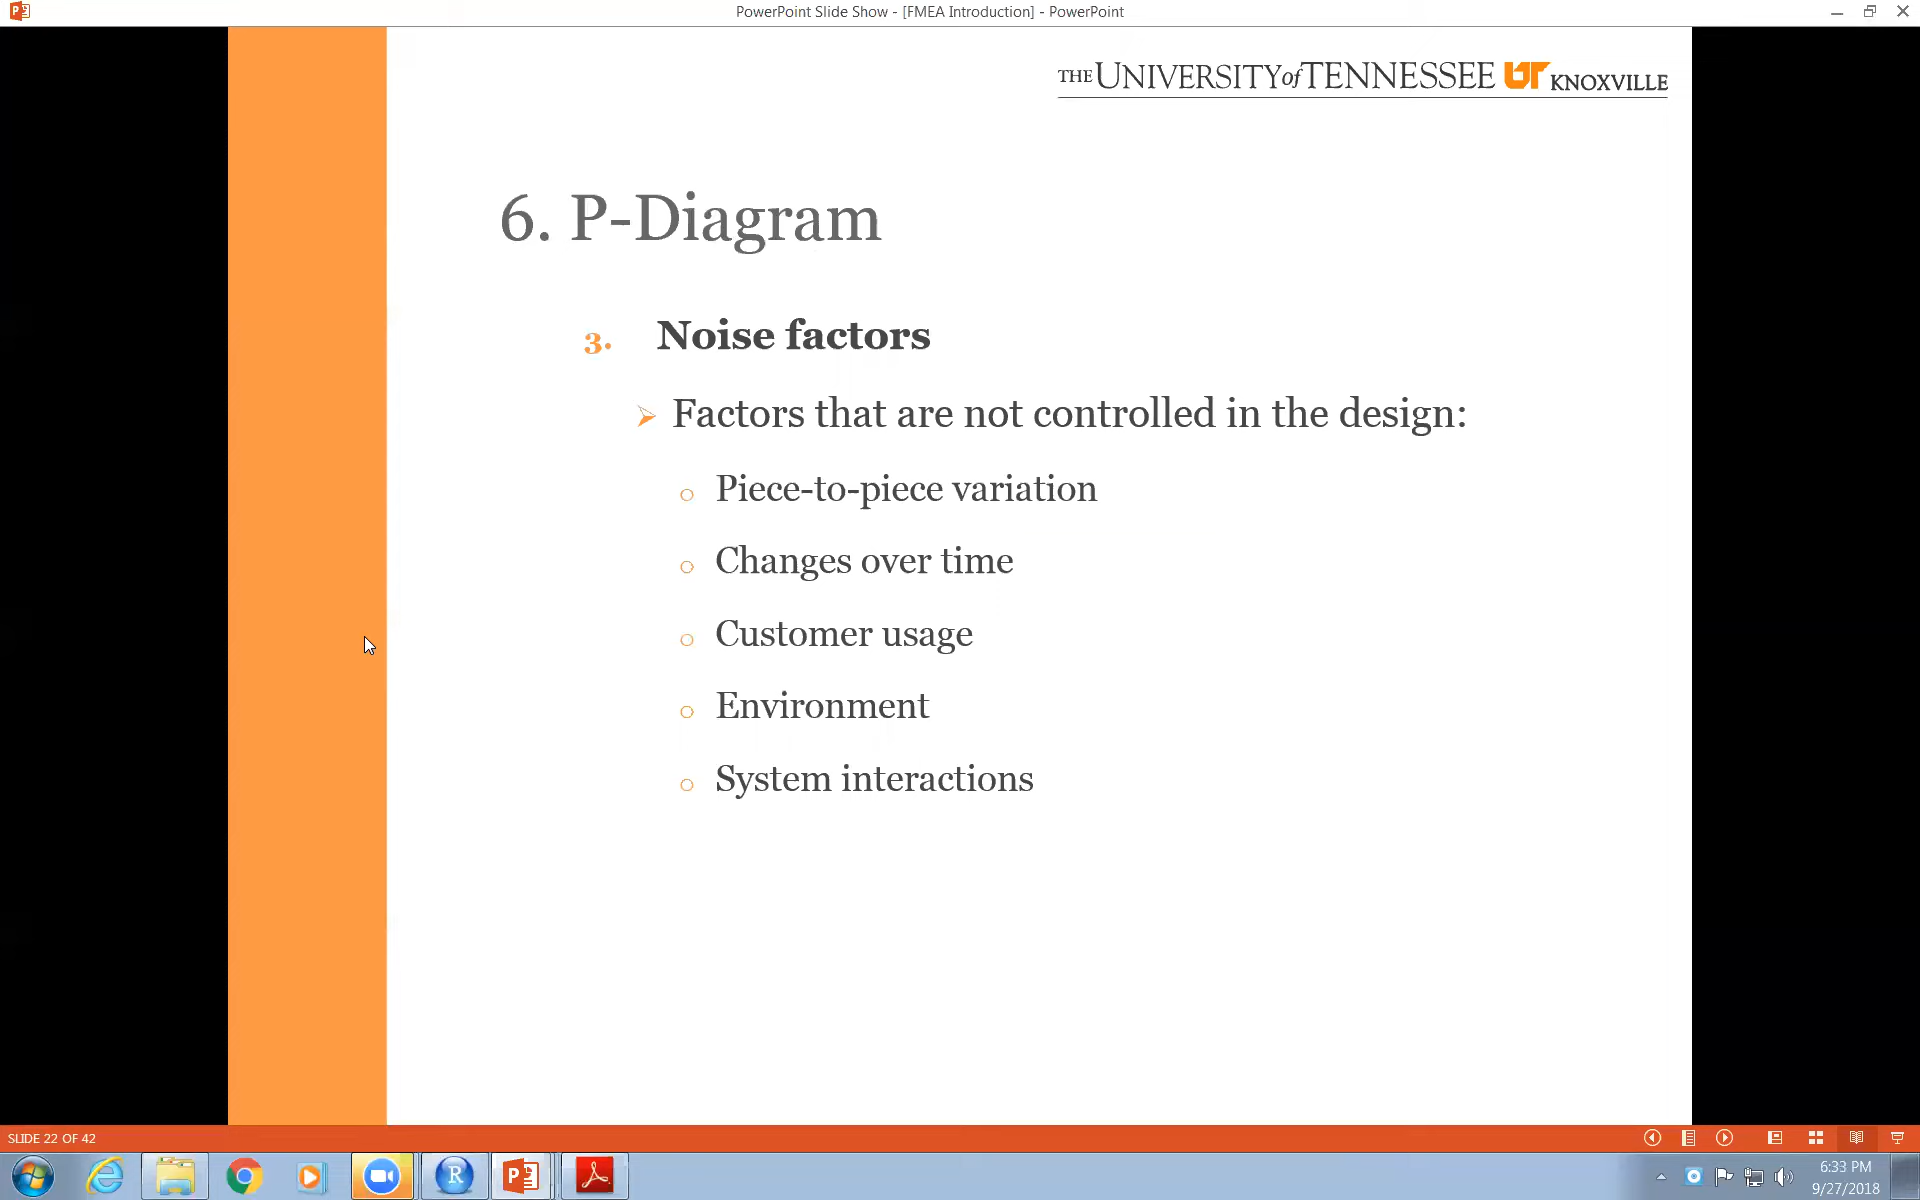 PowerPoint Slide Show - [FMEA Introduction] - PowerPoint
THE UNIVERSITY of TENNESSEE UT KNOXVILLE
6. P-Diagram
3. Noise factors
Factors that are not controlled in the design:
Piece-to-piece variation
Changes over time
Customer usage
Environment
System interactions
SLIDE 22 OF 42
6:33 PM
9/27/2018